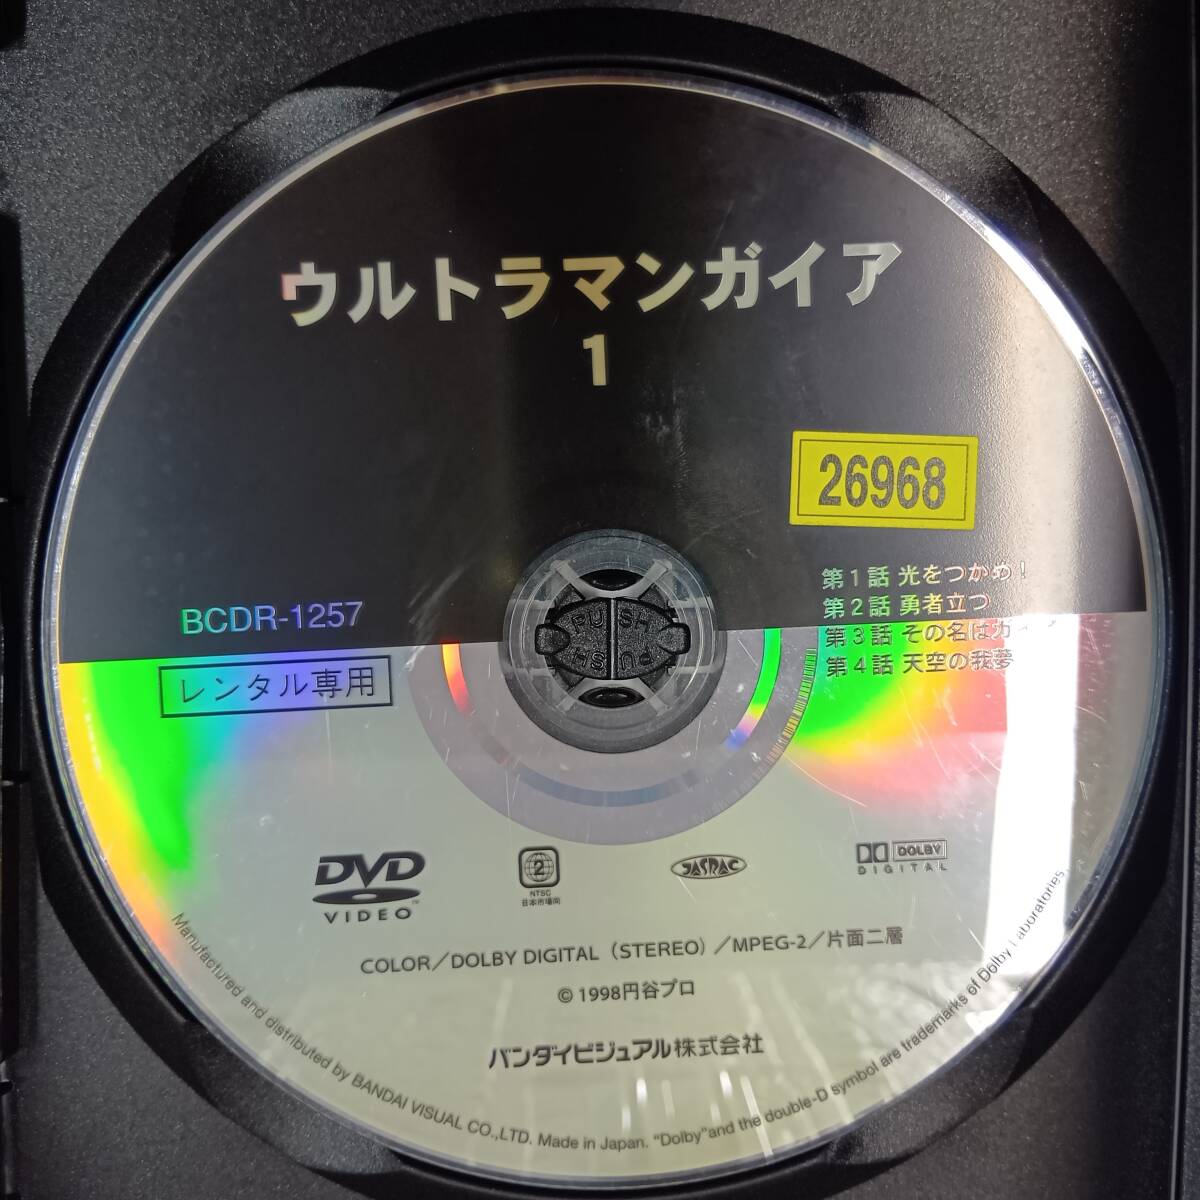 ウルトラマンガイア
1
26968
第1話 光をつかめ!
第2話 勇者立つ
第3話 その名はガイア
第4話 天空の我夢
BCDR-1257
レンタル専用
PUSH
PUSH
DVD
VIDEO
2
NTSC
日本市場向
JASRAC
DOLBY
DIGITAL
COLOR／DOLBY DIGITAL（STEREO）／MPEG-2／片面二層
© 1998円谷プロ
バンダイビジュアル株式会社
Manufactured and distributed by BANDAI VISUAL CO.,LTD. Made in Japan. "Dolby"and the double-D symbol are trademarks of Dolby Laboratories.